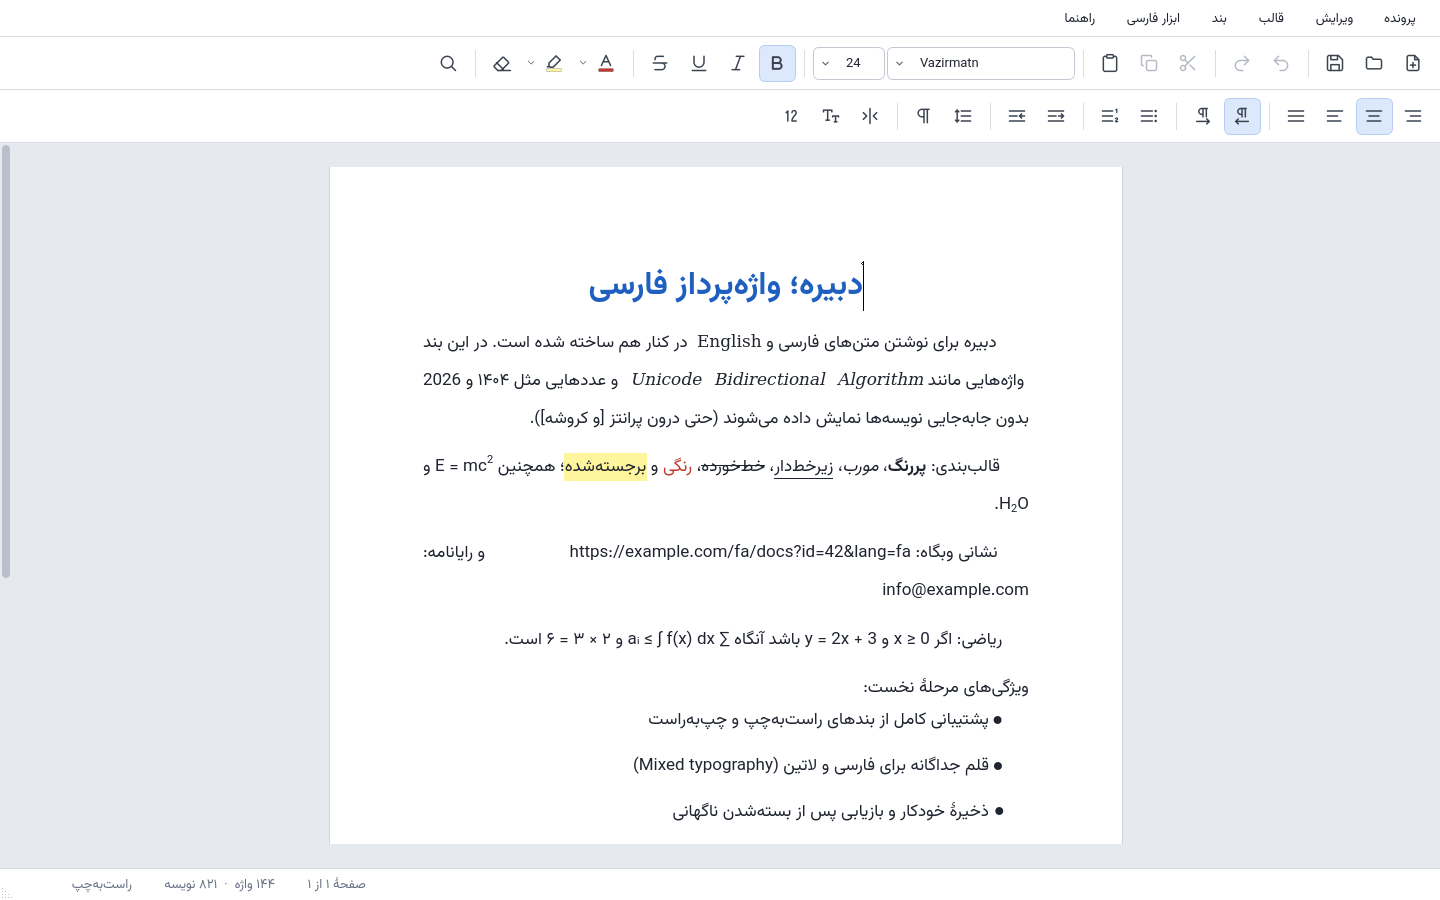 پرونده
ویرایش
قالب
بند
ابزار فارسی
راهنما
Vazirmatn
24
دبیره؛ واژه‌پرداز فارسی
دبیره برای نوشتن متن‌های فارسی و English در کنار هم ساخته شده است. در این بند
واژه‌هایی مانند Unicode Bidirectional Algorithm و عددهایی مثل ۱۴۰۴ و 2026
بدون جابه‌جایی نویسه‌ها نمایش داده می‌شوند (حتی درون پرانتز [و کروشه]).
قالب‌بندی: پررنگ، مورب، زیرخط‌دار، خط‌خورده، رنگی و برجسته‌شده؛ همچنین E = mc² و
H₂O.
نشانی وبگاه: https://example.com/fa/docs?id=42&lang=fa و رایانامه:
info@example.com
ریاضی: اگر x ≥ 0 و y = 2x + 3 باشد آنگاه ∑ aᵢ ≤ ∫ f(x) dx و ۲ × ۳ = ۶ است.
ویژگی‌های مرحلهٔ نخست:
● پشتیبانی کامل از بندهای راست‌به‌چپ و چپ‌به‌راست
● قلم جداگانه برای فارسی و لاتین (Mixed typography)
● ذخیرهٔ خودکار و بازیابی پس از بسته‌شدن ناگهانی
صفحهٔ ۱ از ۱
۱۴۴ واژه · ۸۲۱ نویسه
راست‌به‌چپ